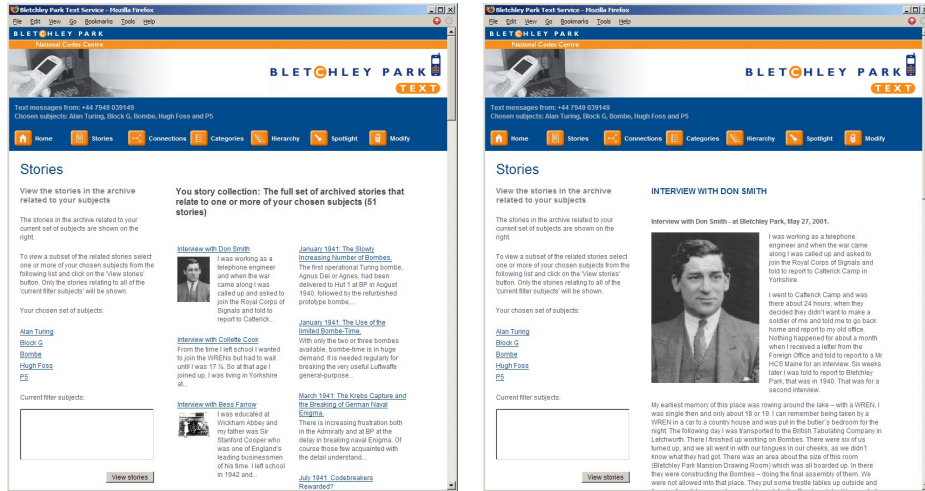 Bletchley Park Text Service - Mozilla Firefox
File Edit View Go Bookmarks Tools Help
BLETCHLEY PARK
National Codes Centre
BLETCHLEY PARK
TEXT
Text messages from: +44 7949 039149
Chosen subjects: Alan Turing, Block G, Bombe, Hugh Foss and P5
Home Stories Connections Categories Hierarchy Spotlight Modify
Stories
View the stories in the archive
related to your subjects
The stories in the archive related to your
current set of subjects are shown on the
right.
To view a subset of the related stories select
one or more of your chosen subjects from the
following list and click on the 'View stories'
button. Only the stories relating to all of the
'current filter subjects' will be shown.
Your chosen set of subjects:
Alan Turing
Block G
Bombe
Hugh Foss
P5
Current filter subjects:
View stories
You story collection: The full set of archived stories that
relate to one or more of your chosen subjects (51
stories)
Interview with Don Smith
I was working as a
telephone engineer
and when the war
came along I was
called up and asked to
join the Royal Corps of
Signals and told to
report to Catterick...
Interview with Collette Cook
From the time I left school I wanted
to join the WRENs but had to wait
until I was 17 ½. So at that age I
joined up, I was living in Yorkshire
at...
Interview with Bess Farrow
I was educated at
Wickham Abbey and
my father was Sir
Stanford Cooper who
was one of England's
leading businessmen
of his time. I left school
in 1942 and...
January 1941: The Slowly
Increasing Number of Bombes.
The first operational Turing bombe,
Agnus Dei or Agnes, had been
delivered to Hut 1 at BP in August
1940, followed by the refurbished
prototype bombe,...
January 1941: The Use of the
limited Bombe-Time.
With only the two or three bombes
available, bombe-time is in huge
demand. It is needed regularly for
breaking the very useful Luftwaffe
general-purpose...
March 1941: The Krebs Capture and
the Breaking of German Naval
Enigma.
There is increasing frustration both
in the Admiralty and at BP at the
delay in breaking naval Enigma. Of
course those few acquainted with
the detail understand...
July 1941: Codebreakers
Rewarded?
Bletchley Park Text Service - Mozilla Firefox
File Edit View Go Bookmarks Tools Help
BLETCHLEY PARK
National Codes Centre
BLETCHLEY PARK
TEXT
Text messages from: +44 7949 039149
Chosen subjects: Alan Turing, Block G, Bombe, Hugh Foss and P5
Home Stories Connections Categories Hierarchy Spotlight Modify
Stories
View the stories in the archive
related to your subjects
The stories in the archive related to your
current set of subjects are shown on the
right.
To view a subset of the related stories select
one or more of your chosen subjects from the
following list and click on the 'View stories'
button. Only the stories relating to all of the
'current filter subjects' will be shown.
Your chosen set of subjects:
Alan Turing
Block G
Bombe
Hugh Foss
P5
Current filter subjects:
View stories
INTERVIEW WITH DON SMITH
Interview with Don Smith - at Bletchley Park, May 27, 2001.
I was working as a telephone
engineer and when the war came
along I was called up and asked to
join the Royal Corps of Signals and
told to report to Catterick Camp in
Yorkshire.
I went to Catterick Camp and was
there about 24 hours, when they
decided they didn't want to make a
soldier of me and told me to go back
home and report to my old office.
Nothing happened for about a month
when I received a letter from the
Foreign Office and told to report to a Mr
HCS Maine for an interview. Six weeks
later I was told to report to Bletchley
Park, that was in 1940. That was for a
second interview.
My earliest memory of this place was rowing around the lake – with a WREN, I
was single then and only about 18 or 19. I can remember being taken by a
WREN in a car to a country house and was put in the butler's bedroom for the
night. The following day I was transported to the British Tabulating Company in
Letchworth. There I finished up working on Bombes. There were six of us
turned up, and we all went in with our tongues in our cheeks, as we didn't
know what they had got. There was an area about the size of this room
(Bletchley Park Mansion Drawing Room) which was all boarded up. In there
they were constructing the Bombes – doing the final assembly of them. We
were not allowed into that place. They put some trestle tables up outside and